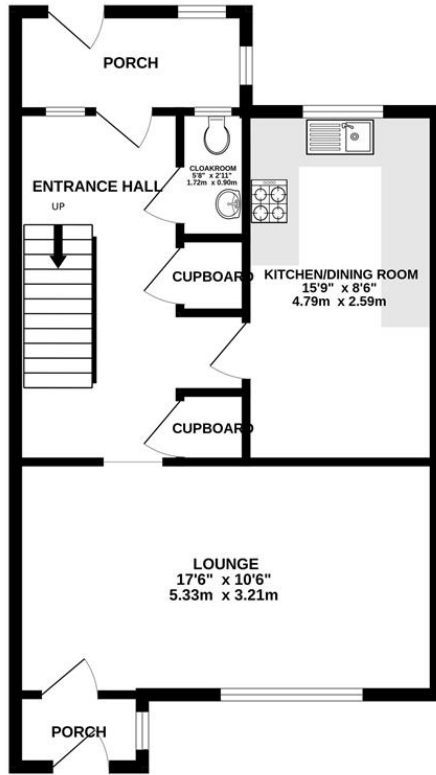 PORCH
CLOAKROOM
5'8" x 2'11"
1.72m x 0.90m
ENTRANCE HALL
UP
CUPBOARD
KITCHEN/DINING ROOM
15'9" x 8'6"
4.79m x 2.59m
CUPBOARD
LOUNGE
17'6" x 10'6"
5.33m x 3.21m
PORCH